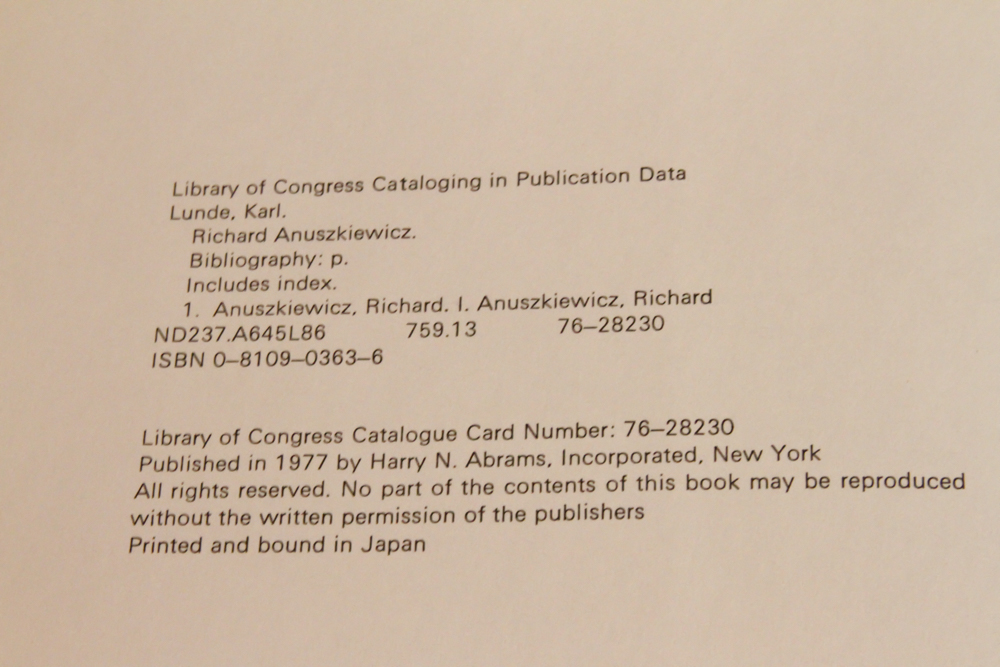 Library of Congress Cataloging in Publication Data
Lunde, Karl.
Richard Anuszkiewicz.
Bibliography: p.
Includes index.
1. Anuszkiewicz, Richard. I. Anuszkiewicz, Richard
ND237.A645L86 759.13 76–28230
ISBN 0–8109–0363–6
Library of Congress Catalogue Card Number: 76–28230
Published in 1977 by Harry N. Abrams, Incorporated, New York
All rights reserved. No part of the contents of this book may be reproduced
without the written permission of the publishers
Printed and bound in Japan